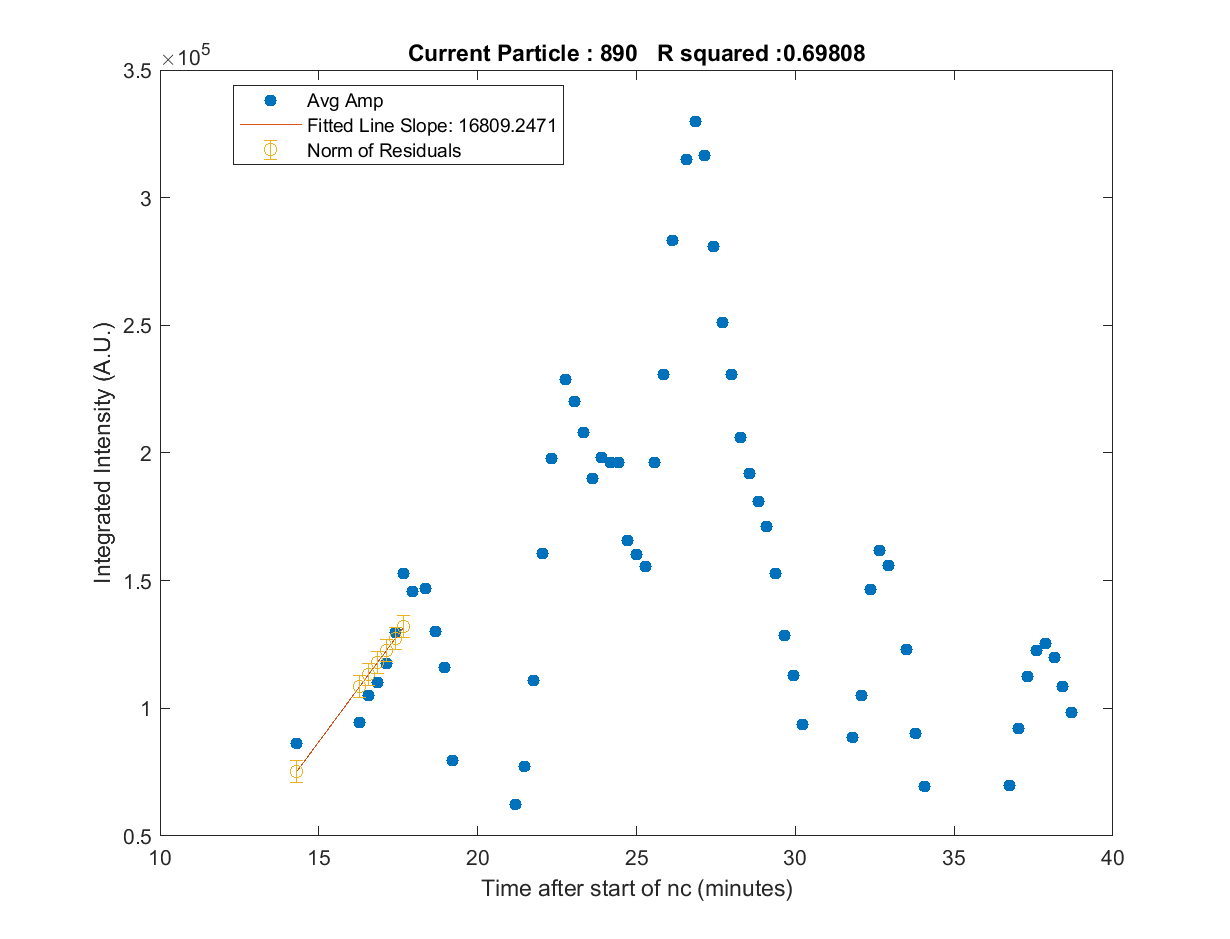 Current Particle : 890 R squared :0.69808
×10^5
3.5
3
2.5
2
1.5
1
0.5
Integrated Intensity (A.U.)
Avg Amp
Fitted Line Slope: 16809.2471
Norm of Residuals
10 15 20 25 30 35 40
Time after start of nc (minutes)